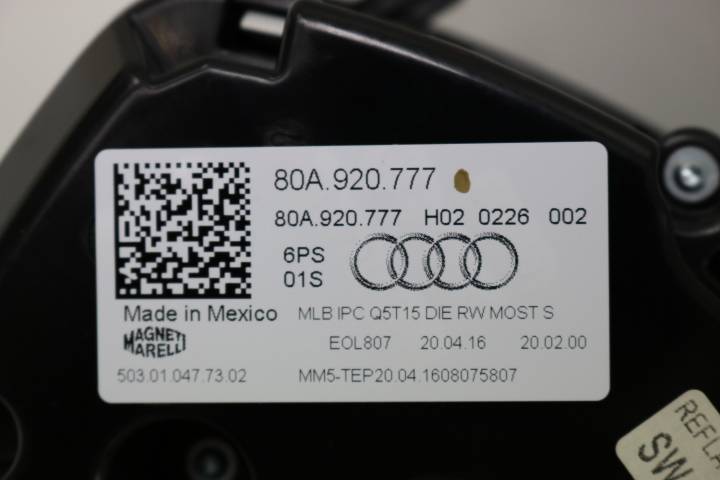 80A.920.777
80A.920.777 H02 0226 002
6PS
01S
Made in Mexico MLB IPC Q5T15 DIE RW MOST S
MAGNETI
MARELLI
EOL807 20.04.16 20.02.00
503.01.047.73.02 MM5-TEP20.04.1608075807
SW